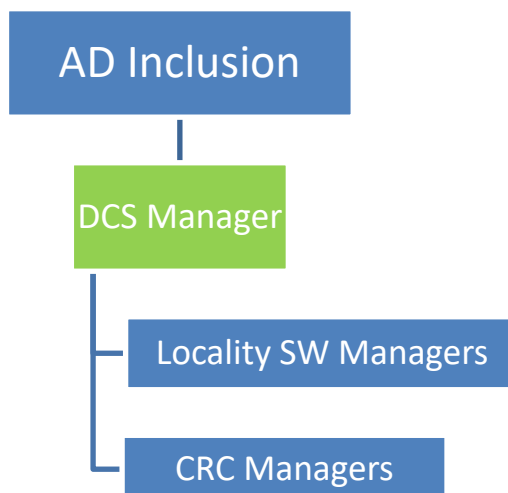 AD Inclusion
DCS Manager
Locality SW Managers
CRC Managers